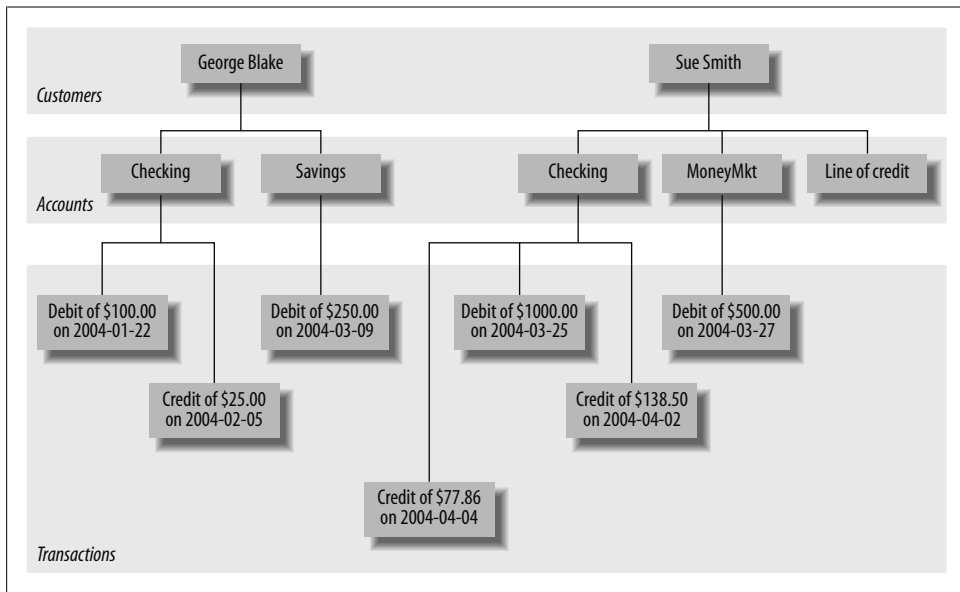 George Blake
Sue Smith
Customers
Checking
Savings
Checking
MoneyMkt
Line of credit
Accounts
Debit of $100.00
on 2004-01-22
Debit of $250.00
on 2004-03-09
Debit of $1000.00
on 2004-03-25
Debit of $500.00
on 2004-03-27
Credit of $25.00
on 2004-02-05
Credit of $138.50
on 2004-04-02
Credit of $77.86
on 2004-04-04
Transactions